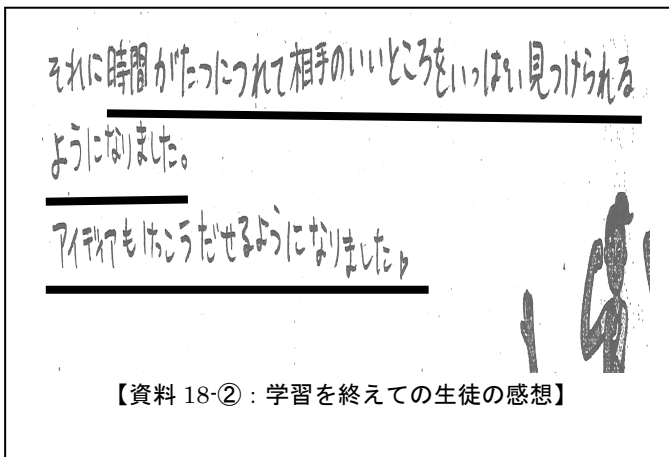 それに時間がたつにつれて相手のいいところをいっぱい見つけられる
ようになりました。
アイディアもけっこうだせるようになりました♪
【資料 18-②：学習を終えての生徒の感想】